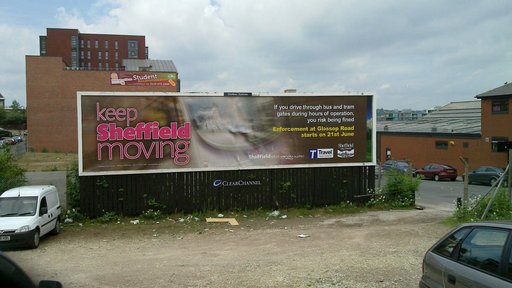 Student
keep
Sheffield
moving
If you drive through bus and tram
gates during hours of operation,
you risk being fined
Enforcement at Glossop Road
starts on 21st June
T Travel
Sheffield
CLEARCHANNEL